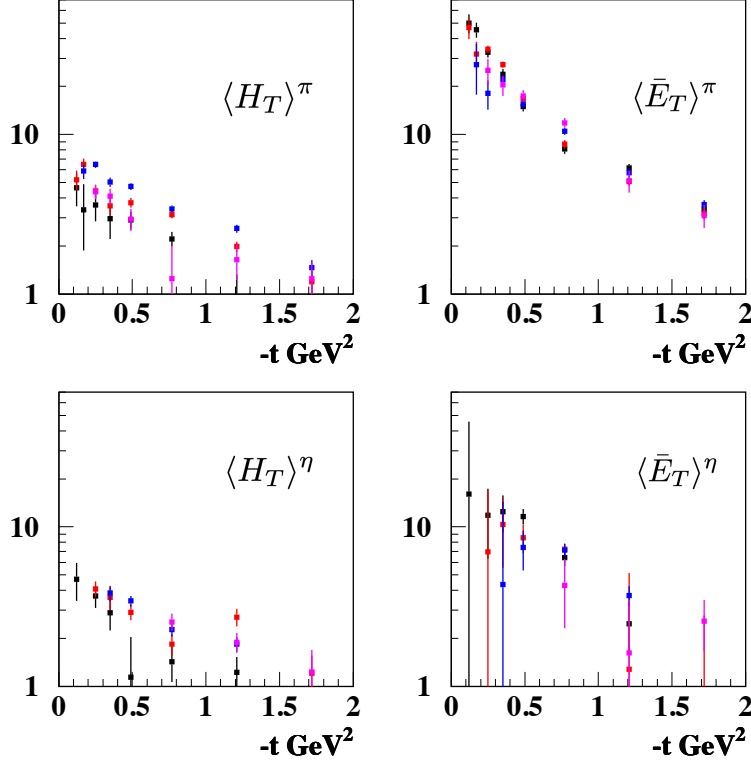 ⟨H_T⟩^π
10
1
0 0.5 1 1.5 2
-t GeV²
⟨Ē_T⟩^π
10
1
0 0.5 1 1.5 2
-t GeV²
⟨H_T⟩^η
10
1
0 0.5 1 1.5 2
-t GeV²
⟨Ē_T⟩^η
10
1
0 0.5 1 1.5 2
-t GeV²